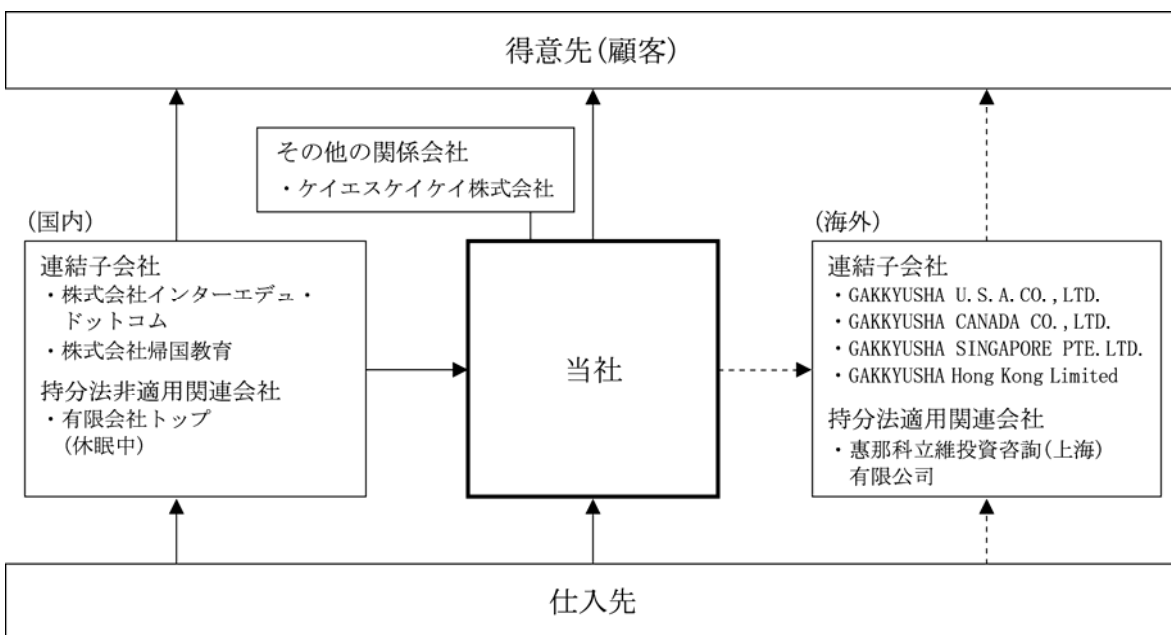 得意先(顧客)
その他の関係会社
・ケイエスケイケイ株式会社
(国内)
連結子会社
・株式会社インターエデュ・
ドットコム
・株式会社帰国教育
持分法非適用関連会社
・有限会社トップ
(休眠中)
当社
(海外)
連結子会社
・GAKKYUSHA U.S.A.CO.,LTD.
・GAKKYUSHA CANADA CO.,LTD.
・GAKKYUSHA SINGAPORE PTE.LTD.
・GAKKYUSHA Hong Kong Limited
持分法適用関連会社
・惠那科立維投資咨詢(上海)
有限公司
仕入先